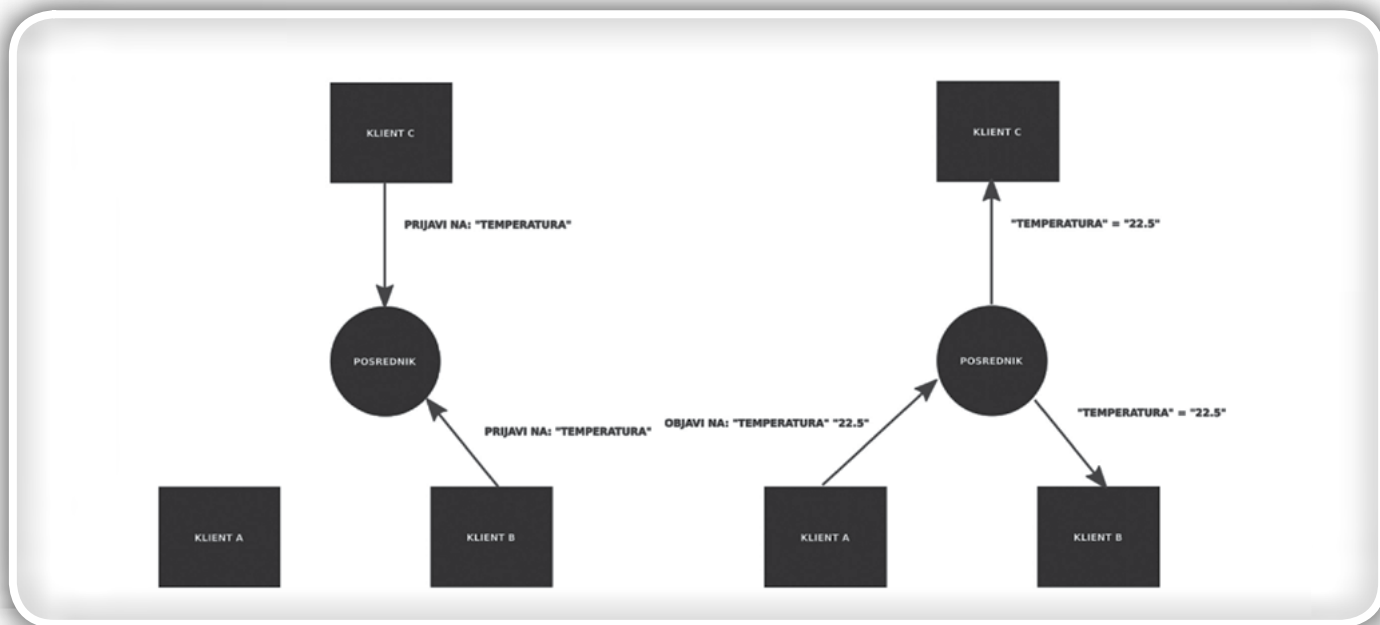 KLIENT C
PRIJAVI NA: "TEMPERATURA"
POSREDNIK
PRIJAVI NA: "TEMPERATURA"
KLIENT A
KLIENT B
KLIENT C
"TEMPERATURA" = "22.5"
POSREDNIK
"TEMPERATURA" = "22.5"
OBJAVI NA: "TEMPERATURA" "22.5"
KLIENT A
KLIENT B